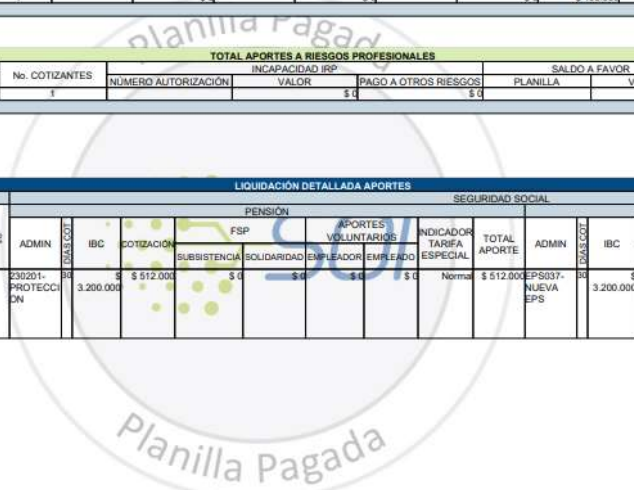 Planilla Pagada
TOTAL APORTES A RIESGOS PROFESIONALES
No. COTIZANTES INCAPACIDAD IRP SALDO A FAVOR
NÚMERO AUTORIZACIÓN VALOR PAGO A OTROS RIESGOS PLANILLA V
1 $ 0 $ 0
LIQUIDACIÓN DETALLADA APORTES
SEGURIDAD SOCIAL
PENSIÓN
ADMIN DÍAS COT IBC COTIZACIÓN FSP APORTES VOLUNTARIOS INDICADOR TARIFA ESPECIAL TOTAL APORTE ADMIN DÍAS COT IBC
SUBSISTENCIA SOLIDARIDAD EMPLEADOR EMPLEADO
230201- 30 $ $ 512.000 $ 0 $ 0 $ 0 $ 0 Normal $ 512.000 EPS037- 30 $
PROTECCI 3.200.000 NUEVA 3.200.000
ON EPS
SOI
Planilla Pagada